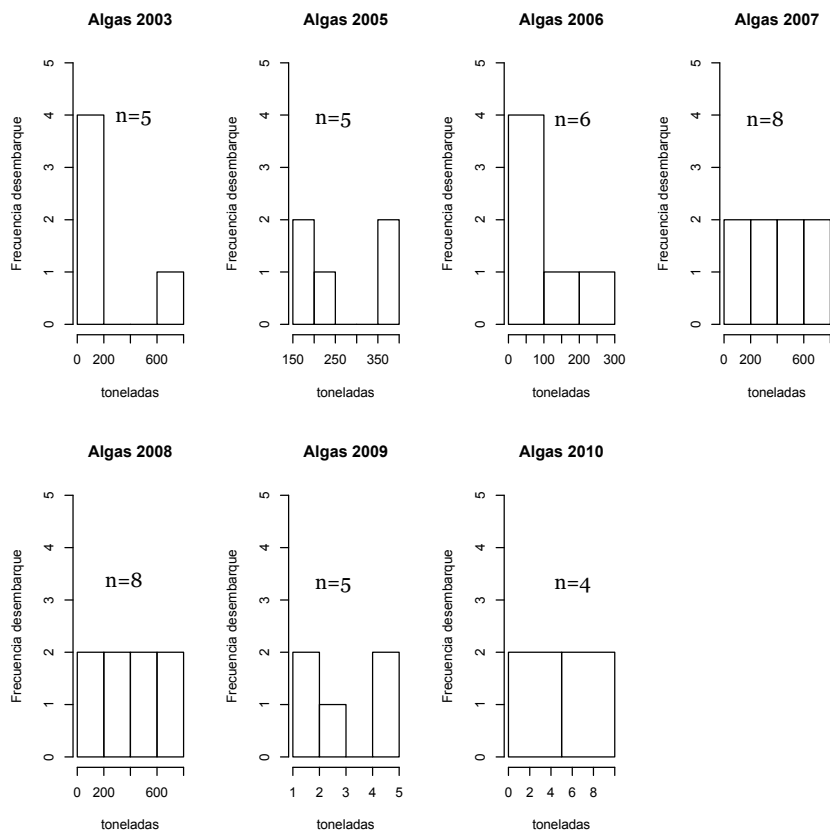 Algas 2003
Frecuencia desembarque
5
4
3
2
1
0
n=5
0 200 600
toneladas
Algas 2005
Frecuencia desembarque
5
4
3
2
1
0
n=5
150 250 350
toneladas
Algas 2006
Frecuencia desembarque
5
4
3
2
1
0
n=6
0 100 200 300
toneladas
Algas 2007
Frecuencia desembarque
5
4
3
2
1
0
n=8
0 200 600
toneladas
Algas 2008
Frecuencia desembarque
5
4
3
2
1
0
n=8
0 200 600
toneladas
Algas 2009
Frecuencia desembarque
5
4
3
2
1
0
n=5
1 2 3 4 5
toneladas
Algas 2010
Frecuencia desembarque
5
4
3
2
1
0
n=4
0 2 4 6 8
toneladas